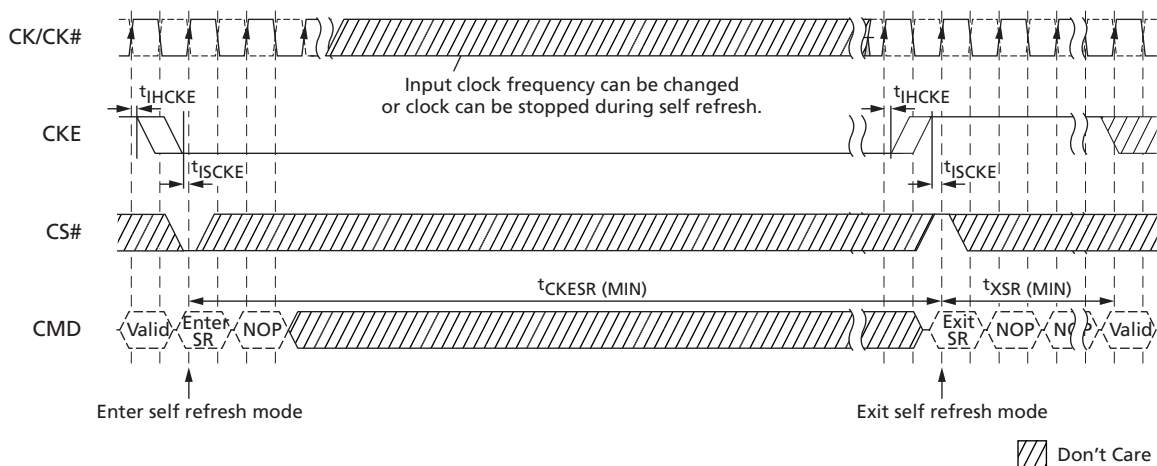 CK/CK#
Input clock frequency can be changed
or clock can be stopped during self refresh.
tIHCKE
tIHCKE
CKE
tISCKE
tISCKE
CS#
tCKESR (MIN)
tXSR (MIN)
CMD
Valid
Enter
SR
NOP
Exit
SR
NOP
NOP
Valid
Enter self refresh mode
Exit self refresh mode
Don't Care